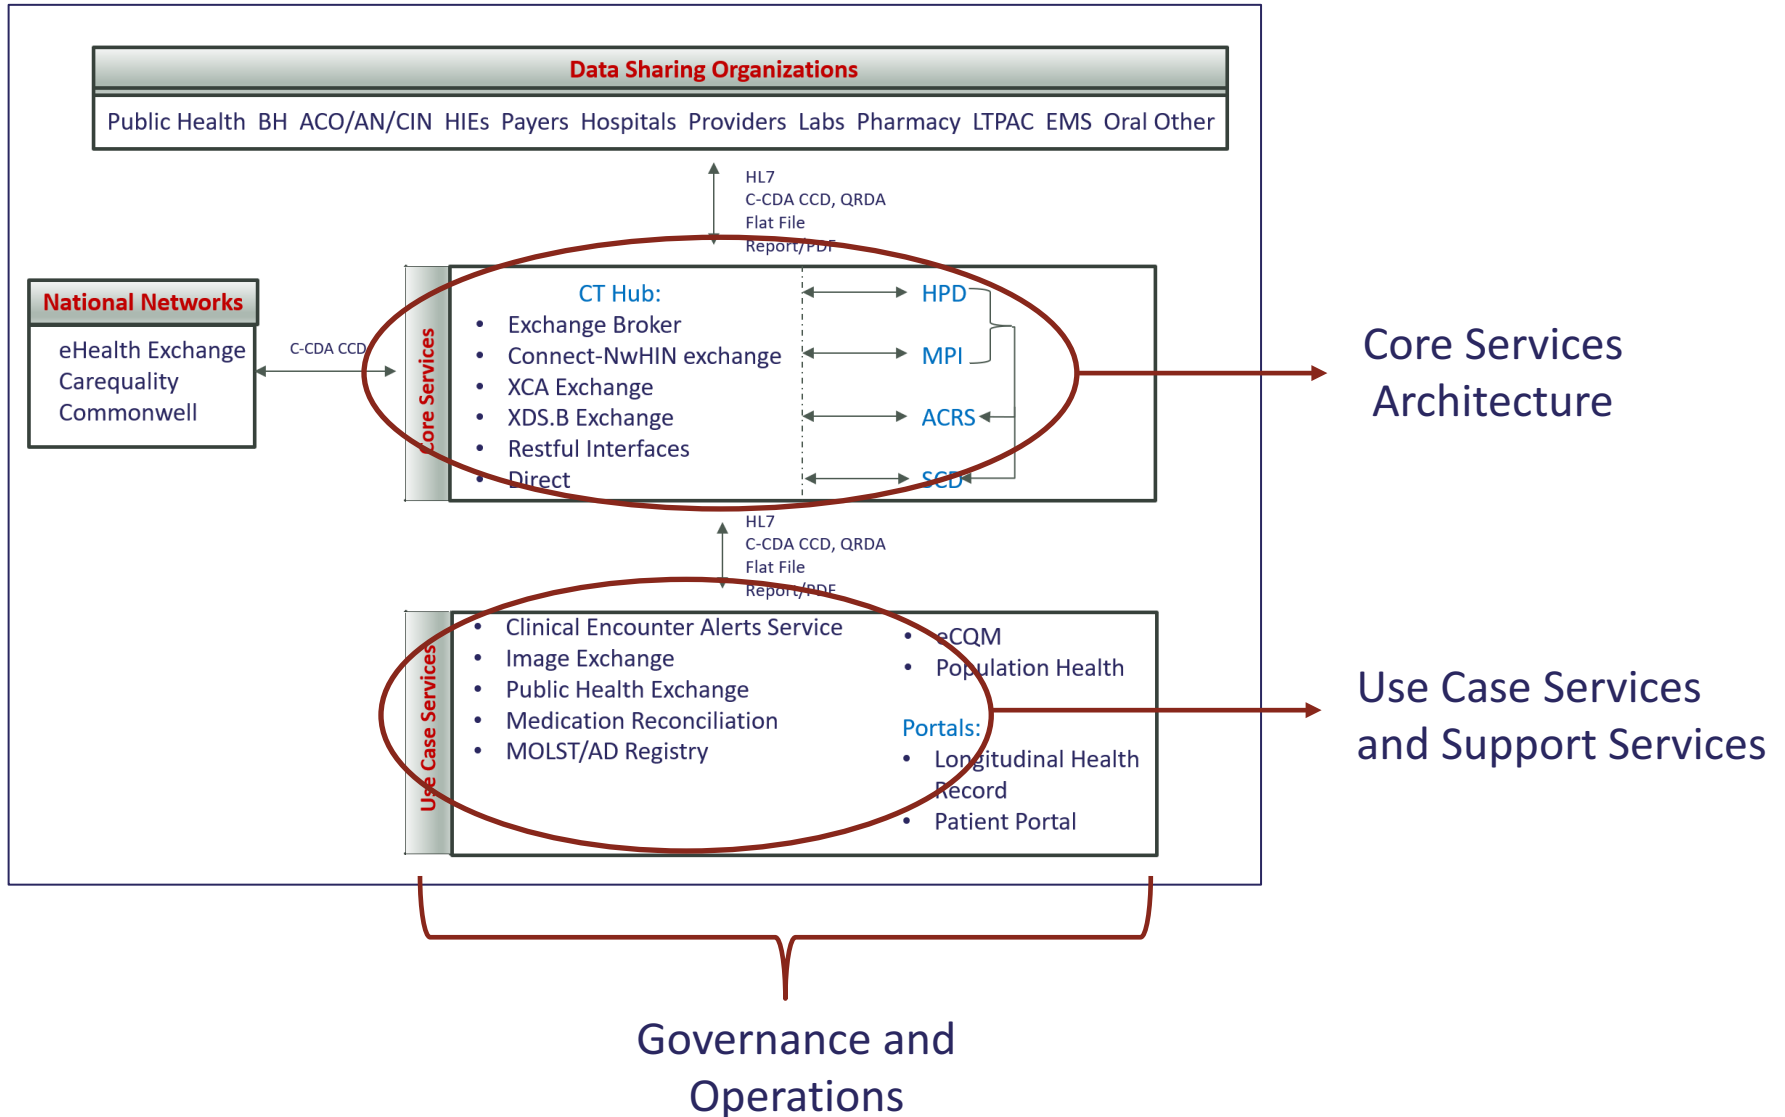 Data Sharing Organizations
Public Health BH ACO/AN/CIN HIEs Payers Hospitals Providers Labs Pharmacy LTPAC EMS Oral Other
HL7
C-CDA CCD, QRDA
Flat File
Report/PDF
National Networks
eHealth Exchange
Carequality
Commonwell
C-CDA CCD
Core Services
CT Hub:
• Exchange Broker
• Connect-NwHIN exchange
• XCA Exchange
• XDS.B Exchange
• Restful Interfaces
• Direct
HPD
MPI
ACRS
SCD
Core Services
Architecture
HL7
C-CDA CCD, QRDA
Flat File
Report/PDF
Use Case Services
• Clinical Encounter Alerts Service
• Image Exchange
• Public Health Exchange
• Medication Reconciliation
• MOLST/AD Registry
• eCQM
• Population Health
Portals:
• Longitudinal Health
Record
• Patient Portal
Use Case Services
and Support Services
Governance and
Operations